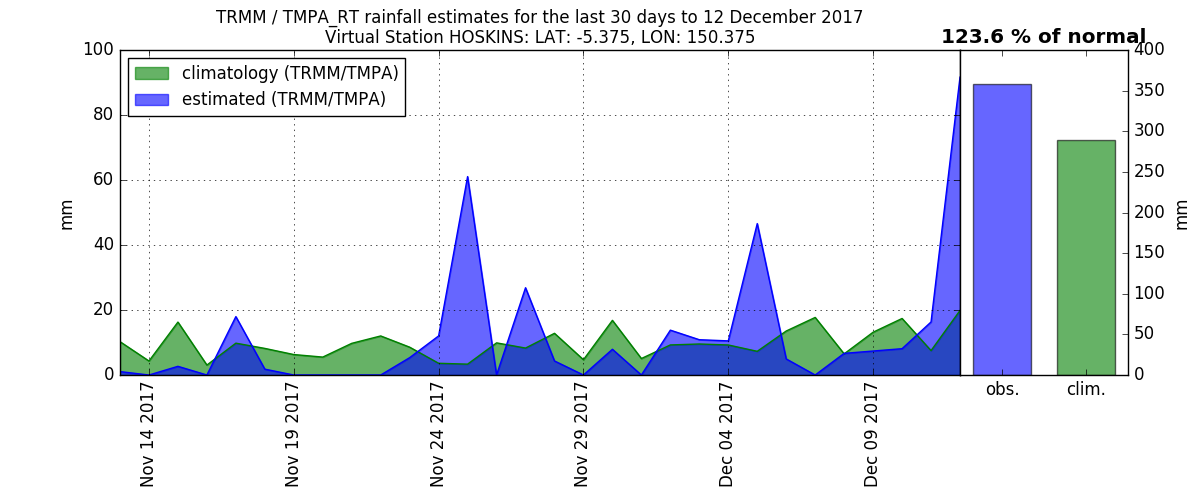 TRMM / TMPA_RT rainfall estimates for the last 30 days to 12 December 2017
Virtual Station HOSKINS: LAT: -5.375, LON: 150.375
123.6 % of normal
climatology (TRMM/TMPA)
estimated (TRMM/TMPA)
100
80
60
40
20
0
mm
400
350
300
250
200
150
100
50
0
mm
Nov 14 2017
Nov 19 2017
Nov 24 2017
Nov 29 2017
Dec 04 2017
Dec 09 2017
obs.
clim.